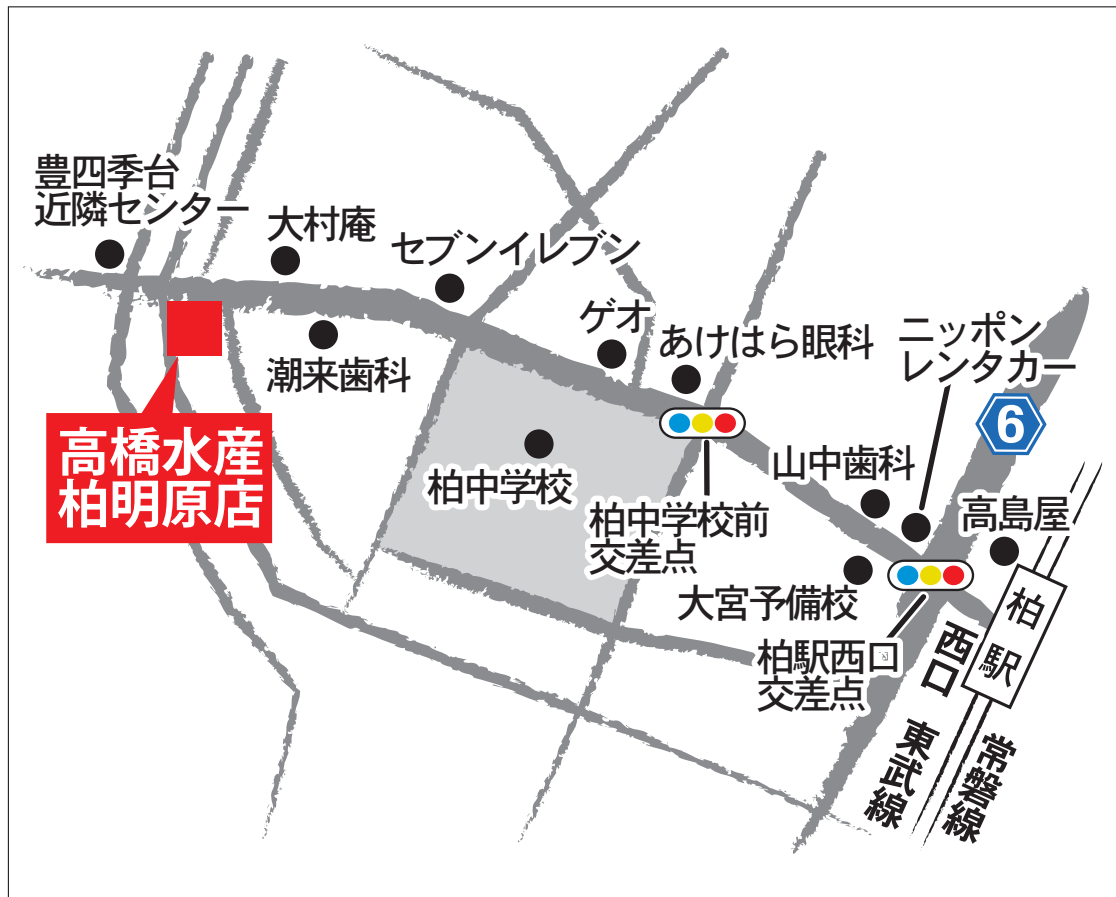 豊四季台
近隣センター
大村庵
セブンイレブン
潮来歯科
ゲオ
あけはら眼科
ニッポン
レンタカー
6
高橋水産
柏明原店
柏中学校
柏中学校前
交差点
山中歯科
高島屋
大宮予備校
柏駅西口
交差点
西口
柏駅
東武線
常磐線